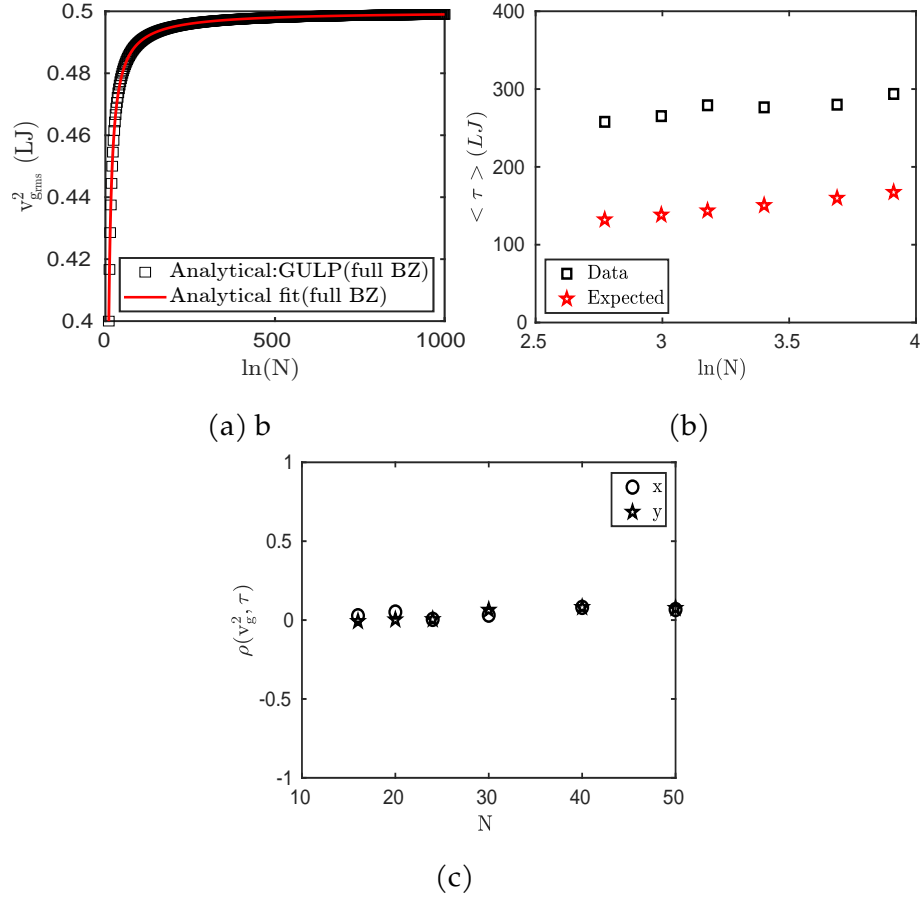 0.5
0.48
0.46
0.44
0.42
0.4
v²grms (LJ)
Analytical:GULP(full BZ)
Analytical fit(full BZ)
0 500 1000
ln(N)
(a) b
400
300
200
100
0
< τ > (LJ)
Data
Expected
2.5 3 3.5 4
ln(N)
(b)
1
0.5
0
-0.5
-1
ρ(v²g, τ)
x
y
10 20 30 40 50
N
(c)